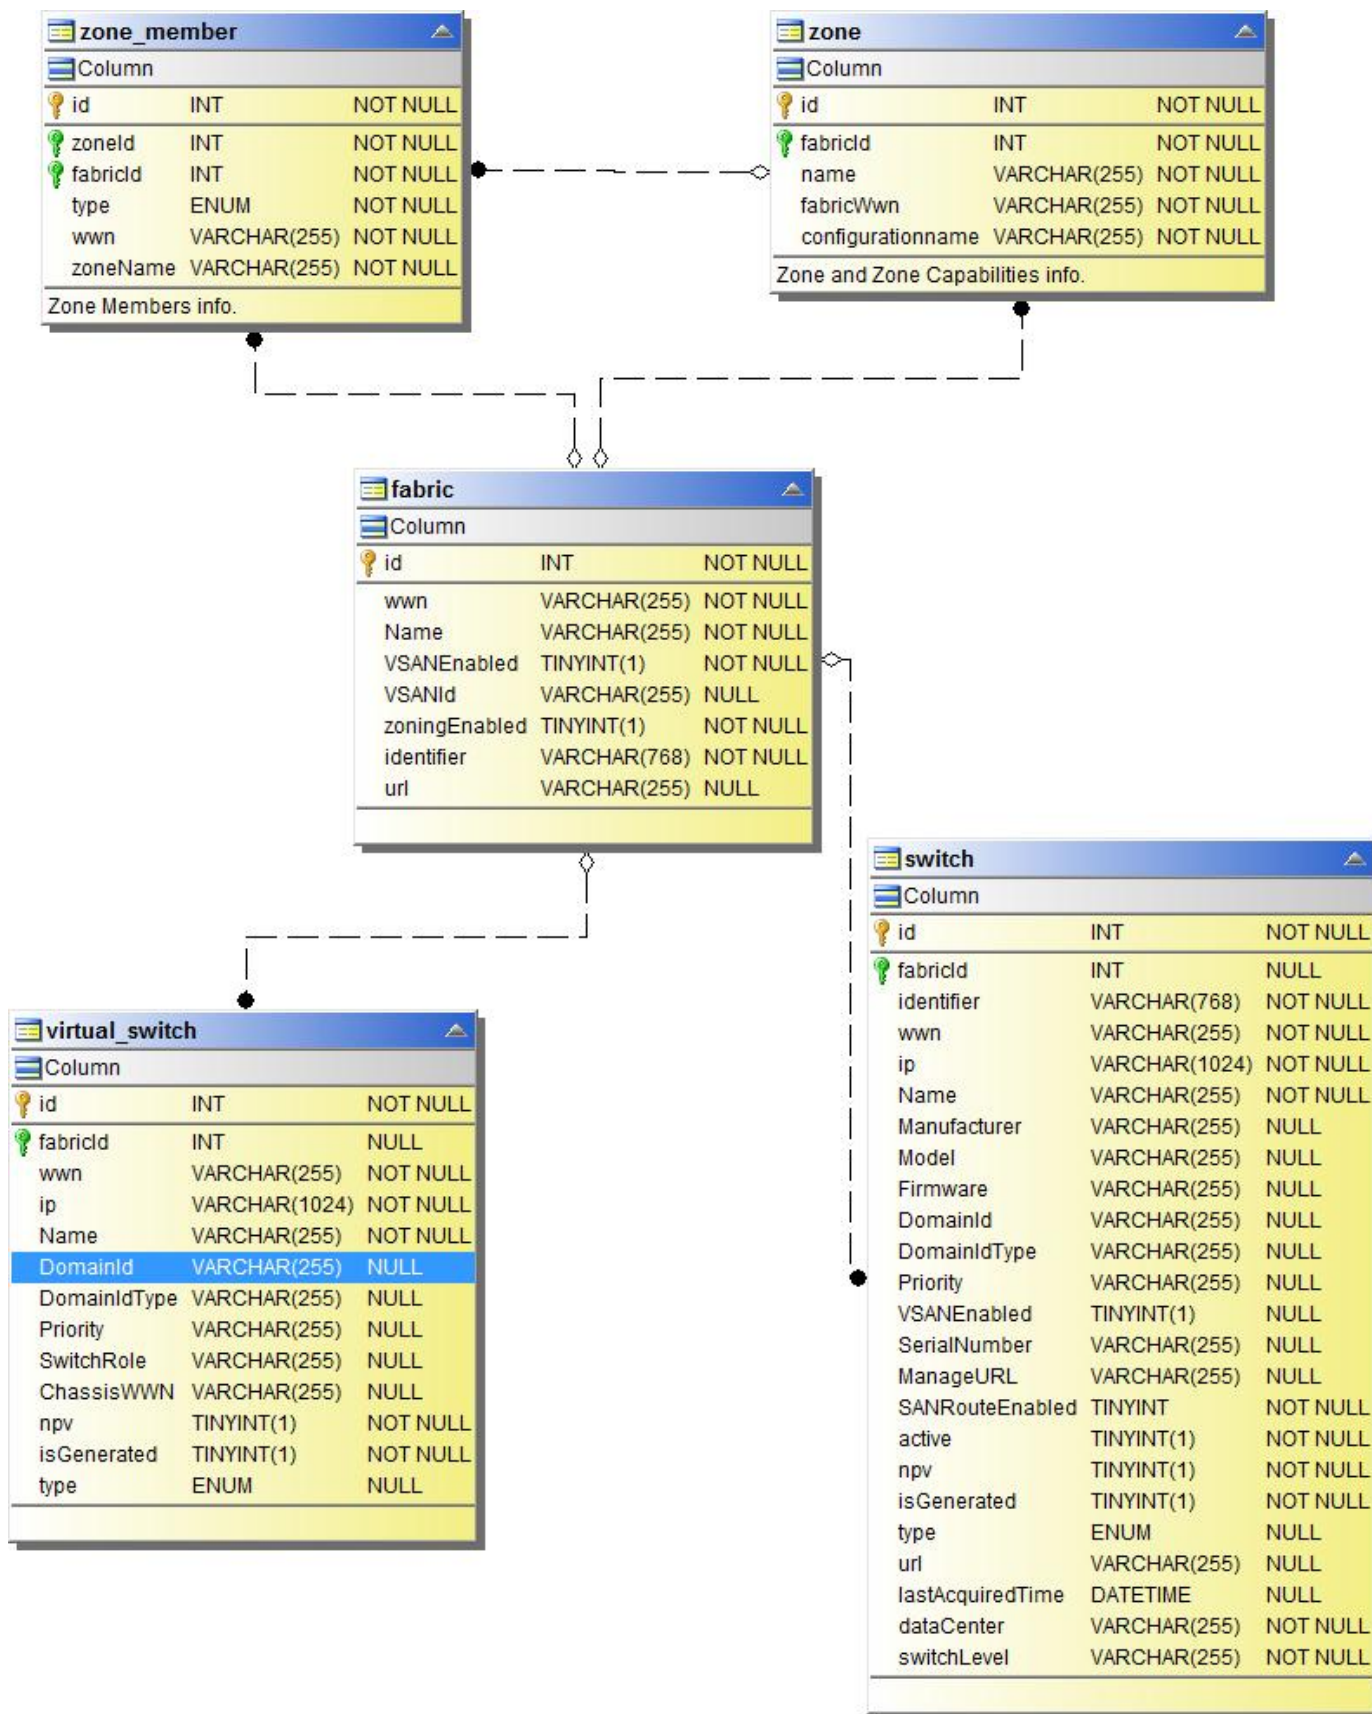 zone_member
Column
id INT NOT NULL
zoneId INT NOT NULL
fabricId INT NOT NULL
type ENUM NOT NULL
wwn VARCHAR(255) NOT NULL
zoneName VARCHAR(255) NOT NULL
Zone Members info.
zone
Column
id INT NOT NULL
fabricId INT NOT NULL
name VARCHAR(255) NOT NULL
fabricWwn VARCHAR(255) NOT NULL
configurationname VARCHAR(255) NOT NULL
Zone and Zone Capabilities info.
fabric
Column
id INT NOT NULL
wwn VARCHAR(255) NOT NULL
Name VARCHAR(255) NOT NULL
VSANEnabled TINYINT(1) NOT NULL
VSANId VARCHAR(255) NULL
zoningEnabled TINYINT(1) NOT NULL
identifier VARCHAR(768) NOT NULL
url VARCHAR(255) NULL
virtual_switch
Column
id INT NOT NULL
fabricId INT NULL
wwn VARCHAR(255) NOT NULL
ip VARCHAR(1024) NOT NULL
Name VARCHAR(255) NOT NULL
DomainId VARCHAR(255) NULL
DomainIdType VARCHAR(255) NULL
Priority VARCHAR(255) NULL
SwitchRole VARCHAR(255) NULL
ChassisWWN VARCHAR(255) NULL
npv TINYINT(1) NOT NULL
isGenerated TINYINT(1) NOT NULL
type ENUM NULL
switch
Column
id INT NOT NULL
fabricId INT NULL
identifier VARCHAR(768) NOT NULL
wwn VARCHAR(255) NOT NULL
ip VARCHAR(1024) NOT NULL
Name VARCHAR(255) NOT NULL
Manufacturer VARCHAR(255) NULL
Model VARCHAR(255) NULL
Firmware VARCHAR(255) NULL
DomainId VARCHAR(255) NULL
DomainIdType VARCHAR(255) NULL
Priority VARCHAR(255) NULL
VSANEnabled TINYINT(1) NULL
SerialNumber VARCHAR(255) NULL
ManageURL VARCHAR(255) NULL
SANRouteEnabled TINYINT NOT NULL
active TINYINT(1) NOT NULL
npv TINYINT(1) NOT NULL
isGenerated TINYINT(1) NOT NULL
type ENUM NULL
url VARCHAR(255) NULL
lastAcquiredTime DATETIME NULL
dataCenter VARCHAR(255) NOT NULL
switchLevel VARCHAR(255) NOT NULL